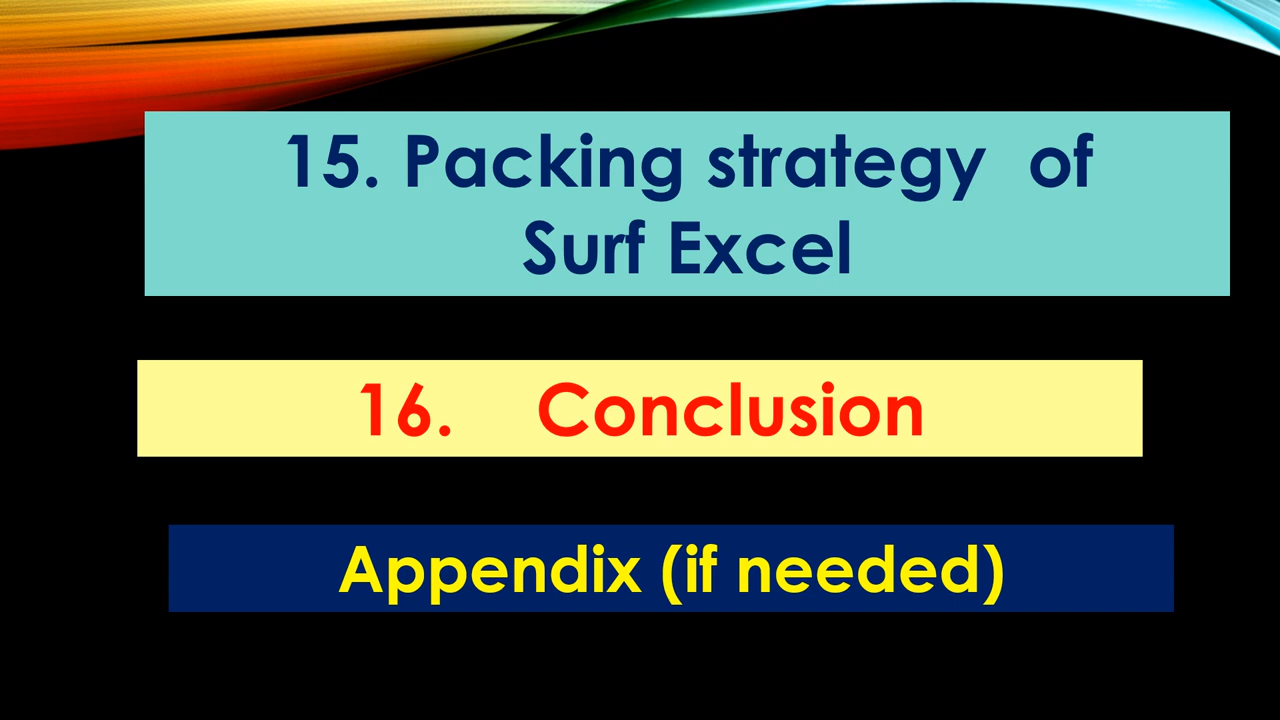 15. Packing strategy  of
Surf Excel
16.    Conclusion
Appendix (if needed)